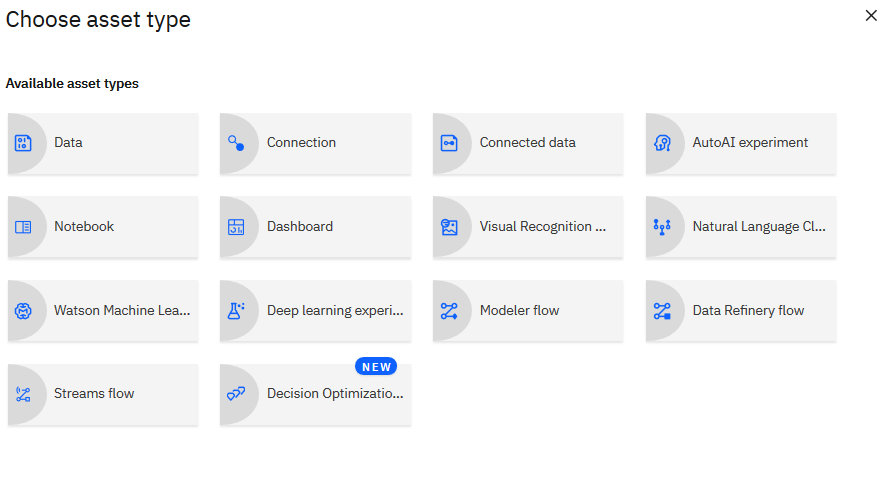 Choose asset type
Available asset types
Data
Connection
Connected data
AutoAI experiment
Notebook
Dashboard
Visual Recognition ...
Natural Language Cl...
Watson Machine Lea...
Deep learning experi...
Modeler flow
Data Refinery flow
NEW
Streams flow
Decision Optimizatio...